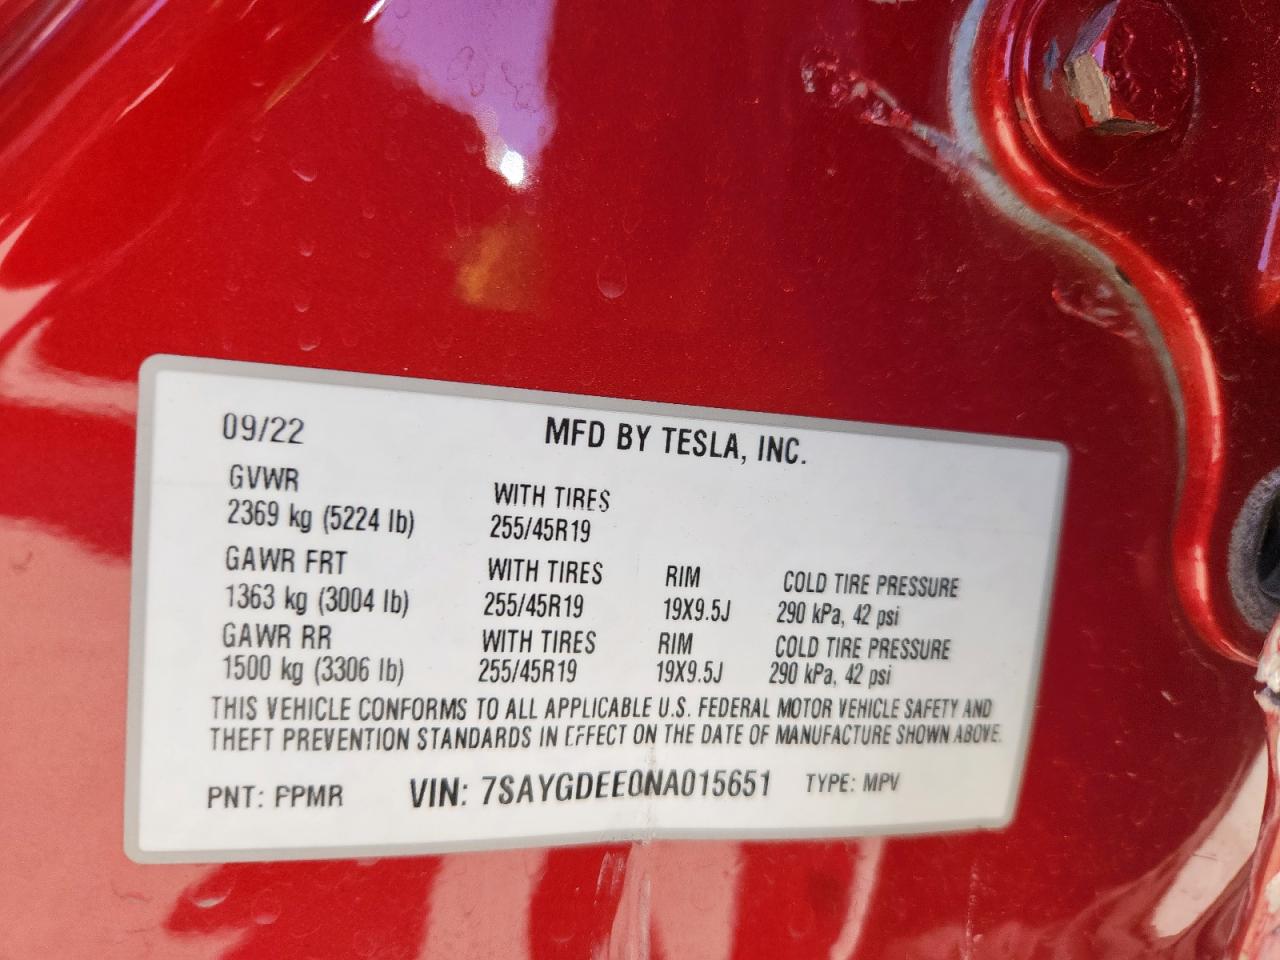 09/22 MFD BY TESLA, INC.
GVWR WITH TIRES
2369 kg (5224 lb) 255/45R19
GAWR FRT WITH TIRES RIM COLD TIRE PRESSURE
1363 kg (3004 lb) 255/45R19 19X9.5J 290 kPa, 42 psi
GAWR RR WITH TIRES RIM COLD TIRE PRESSURE
1500 kg (3306 lb) 255/45R19 19X9.5J 290 kPa, 42 psi
THIS VEHICLE CONFORMS TO ALL APPLICABLE U.S. FEDERAL MOTOR VEHICLE SAFETY AND
THEFT PREVENTION STANDARDS IN EFFECT ON THE DATE OF MANUFACTURE SHOWN ABOVE.
PNT: PPMR VIN: 7SAYGDEE0NA015651 TYPE: MPV